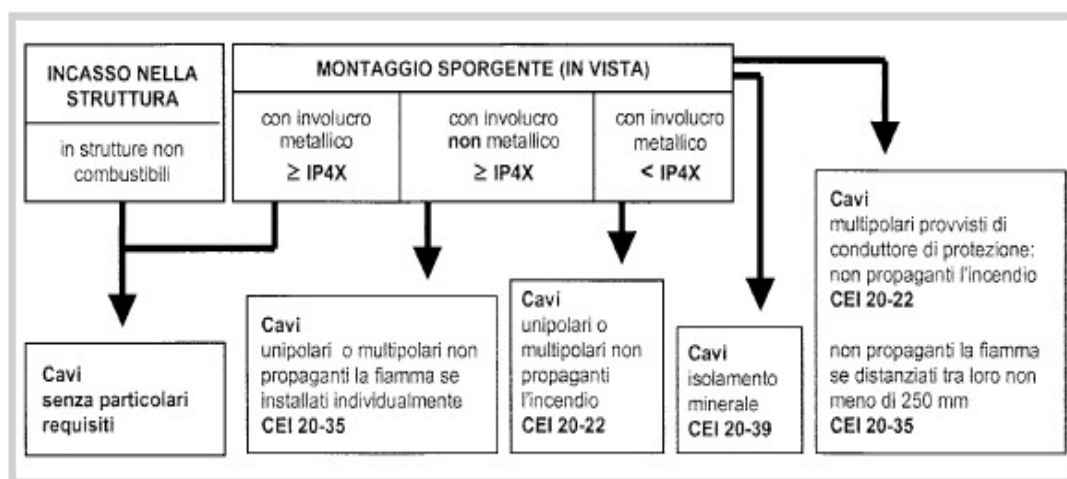 INCASSO NELLA
STRUTTURA
in strutture non
combustibili
MONTAGGIO SPORGENTE (IN VISTA)
con involucro
metallico
≥ IP4X
con involucro
non metallico
≥ IP4X
con involucro
metallico
< IP4X
Cavi
senza particolari
requisiti
Cavi
unipolari o multipolari non
propaganti la fiamma se
installati individualmente
CEI 20-35
Cavi
unipolari o
multipolari non
propaganti
l'incendio
CEI 20-22
Cavi
isolamento
minerale
CEI 20-39
Cavi
multipolari provvisti di
conduttore di protezione:
non propaganti l'incendio
CEI 20-22
non propaganti la fiamma
se distanziati tra loro non
meno di 250 mm
CEI 20-35